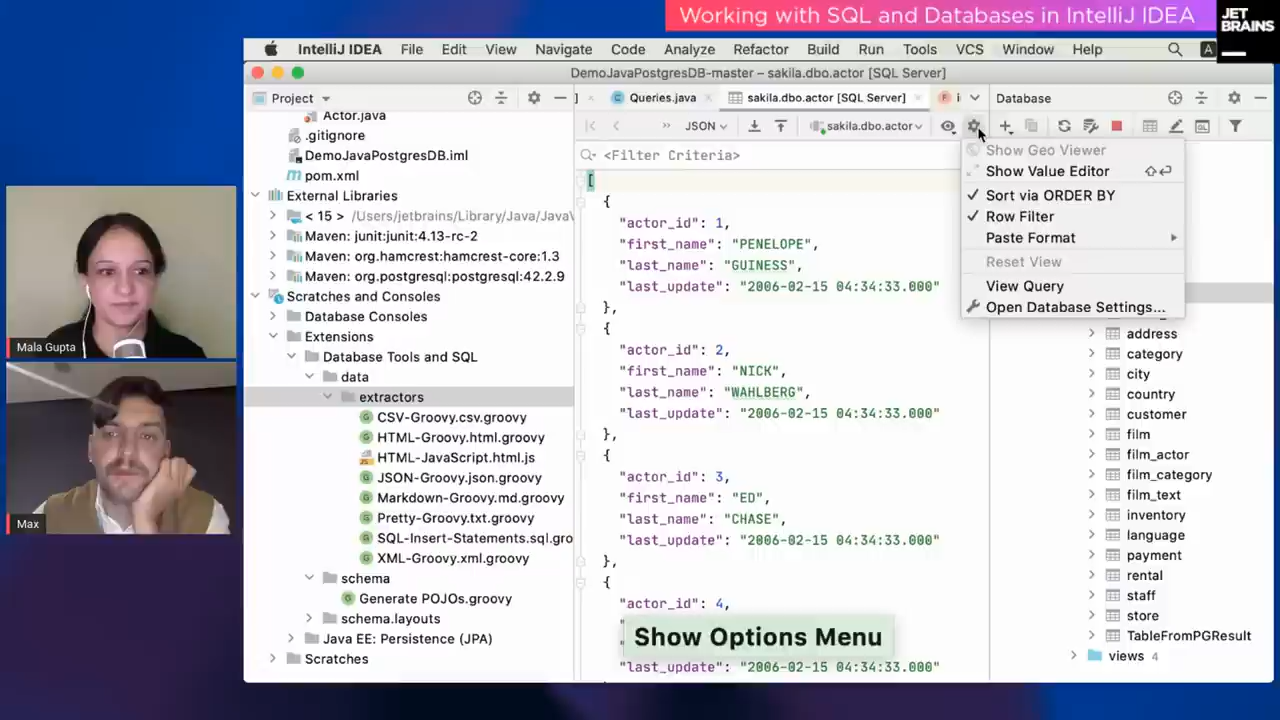 Working with SQL and Databases in IntelliJ IDEA
JET
BRAINS
IntelliJ IDEA File Edit View Navigate Code Analyze Refactor Build Run Tools VCS Window Help A
DemoJavaPostgresDB-master – sakila.dbo.actor [SQL Server]
Project
Queries.java
sakila.dbo.actor [SQL Server]
Database
JSON
sakila.dbo.actor
<Filter Criteria>
Actor.java
.gitignore
DemoJavaPostgresDB.iml
pom.xml
External Libraries
< 15 > /Users/jetbrains/Library/Java/JavaV
Maven: junit:junit:4.13-rc-2
Maven: org.hamcrest:hamcrest-core:1.3
Maven: org.postgresql:postgresql:42.2.9
Scratches and Consoles
Database Consoles
Extensions
Database Tools and SQL
data
extractors
CSV-Groovy.csv.groovy
HTML-Groovy.html.groovy
HTML-JavaScript.html.js
JSON-Groovy.json.groovy
Markdown-Groovy.md.groovy
Pretty-Groovy.txt.groovy
SQL-Insert-Statements.sql.gro
XML-Groovy.xml.groovy
schema
Generate POJOs.groovy
schema.layouts
Java EE: Persistence (JPA)
Scratches
[
{
"actor_id": 1,
"first_name": "PENELOPE",
"last_name": "GUINESS",
"last_update": "2006-02-15 04:34:33.000"
},
{
"actor_id": 2,
"first_name": "NICK",
"last_name": "WAHLBERG",
"last_update": "2006-02-15 04:34:33.000"
},
{
"actor_id": 3,
"first_name": "ED",
"last_name": "CHASE",
"last_update": "2006-02-15 04:34:33.000"
},
{
"actor_id": 4,
"last_update": "2006-02-15 04:34:33.000"
Show Options Menu
Show Geo Viewer
Show Value Editor
Sort via ORDER BY
Row Filter
Paste Format
Reset View
View Query
Open Database Settings...
address
category
city
country
customer
film
film_actor
film_category
film_text
inventory
language
payment
rental
staff
store
TableFromPGResult
views 4
Mala Gupta
Max